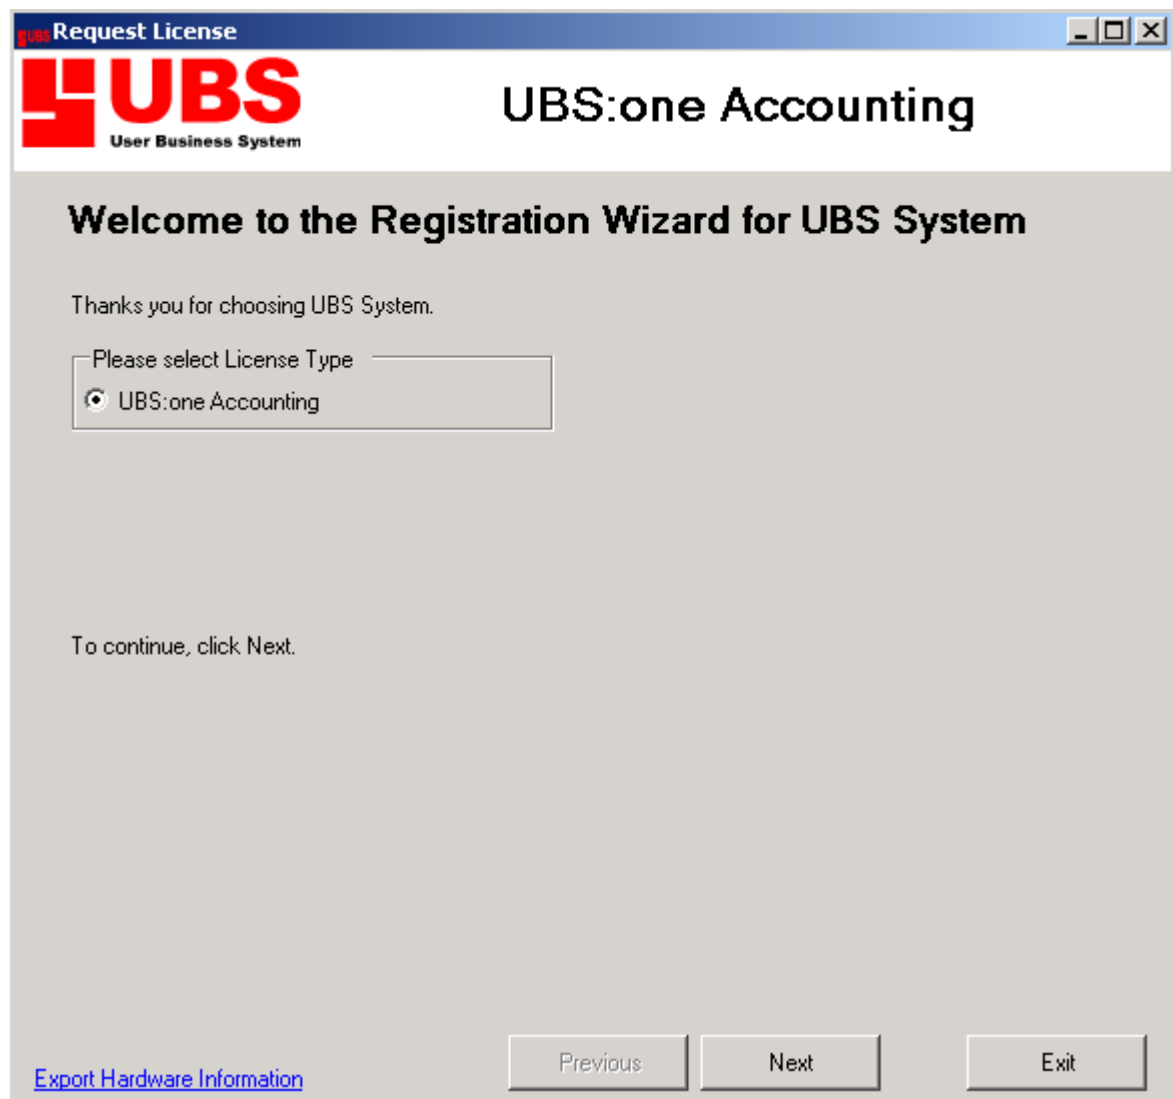 UBS Request License
UBS
User Business System
UBS:one Accounting
Welcome to the Registration Wizard for UBS System
Thanks you for choosing UBS System.
Please select License Type
UBS:one Accounting
To continue, click Next.
Export Hardware Information
Previous
Next
Exit